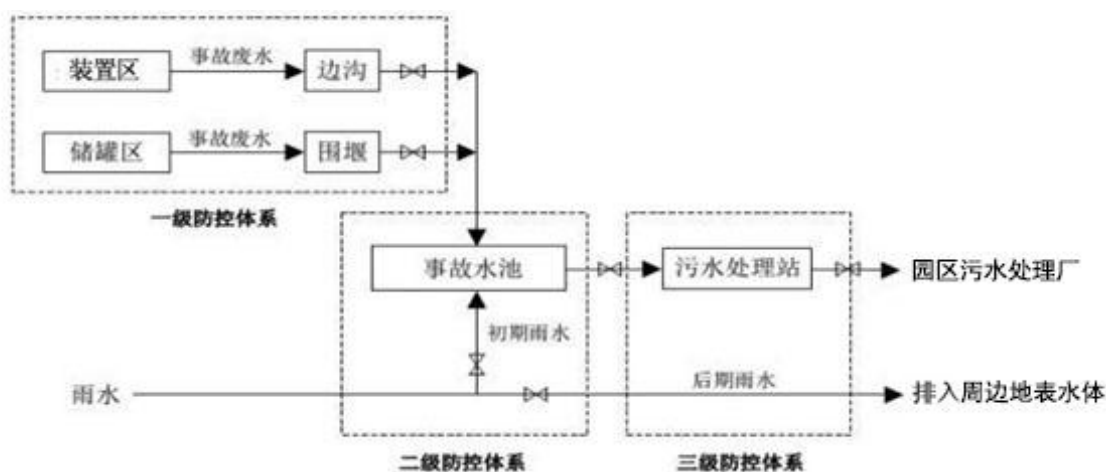 装置区
事故废水
边沟
储罐区
事故废水
围堰
一级防控体系
事故水池
污水处理站
园区污水处理厂
初期雨水
雨水
后期雨水
排入周边地表水体
二级防控体系
三级防控体系